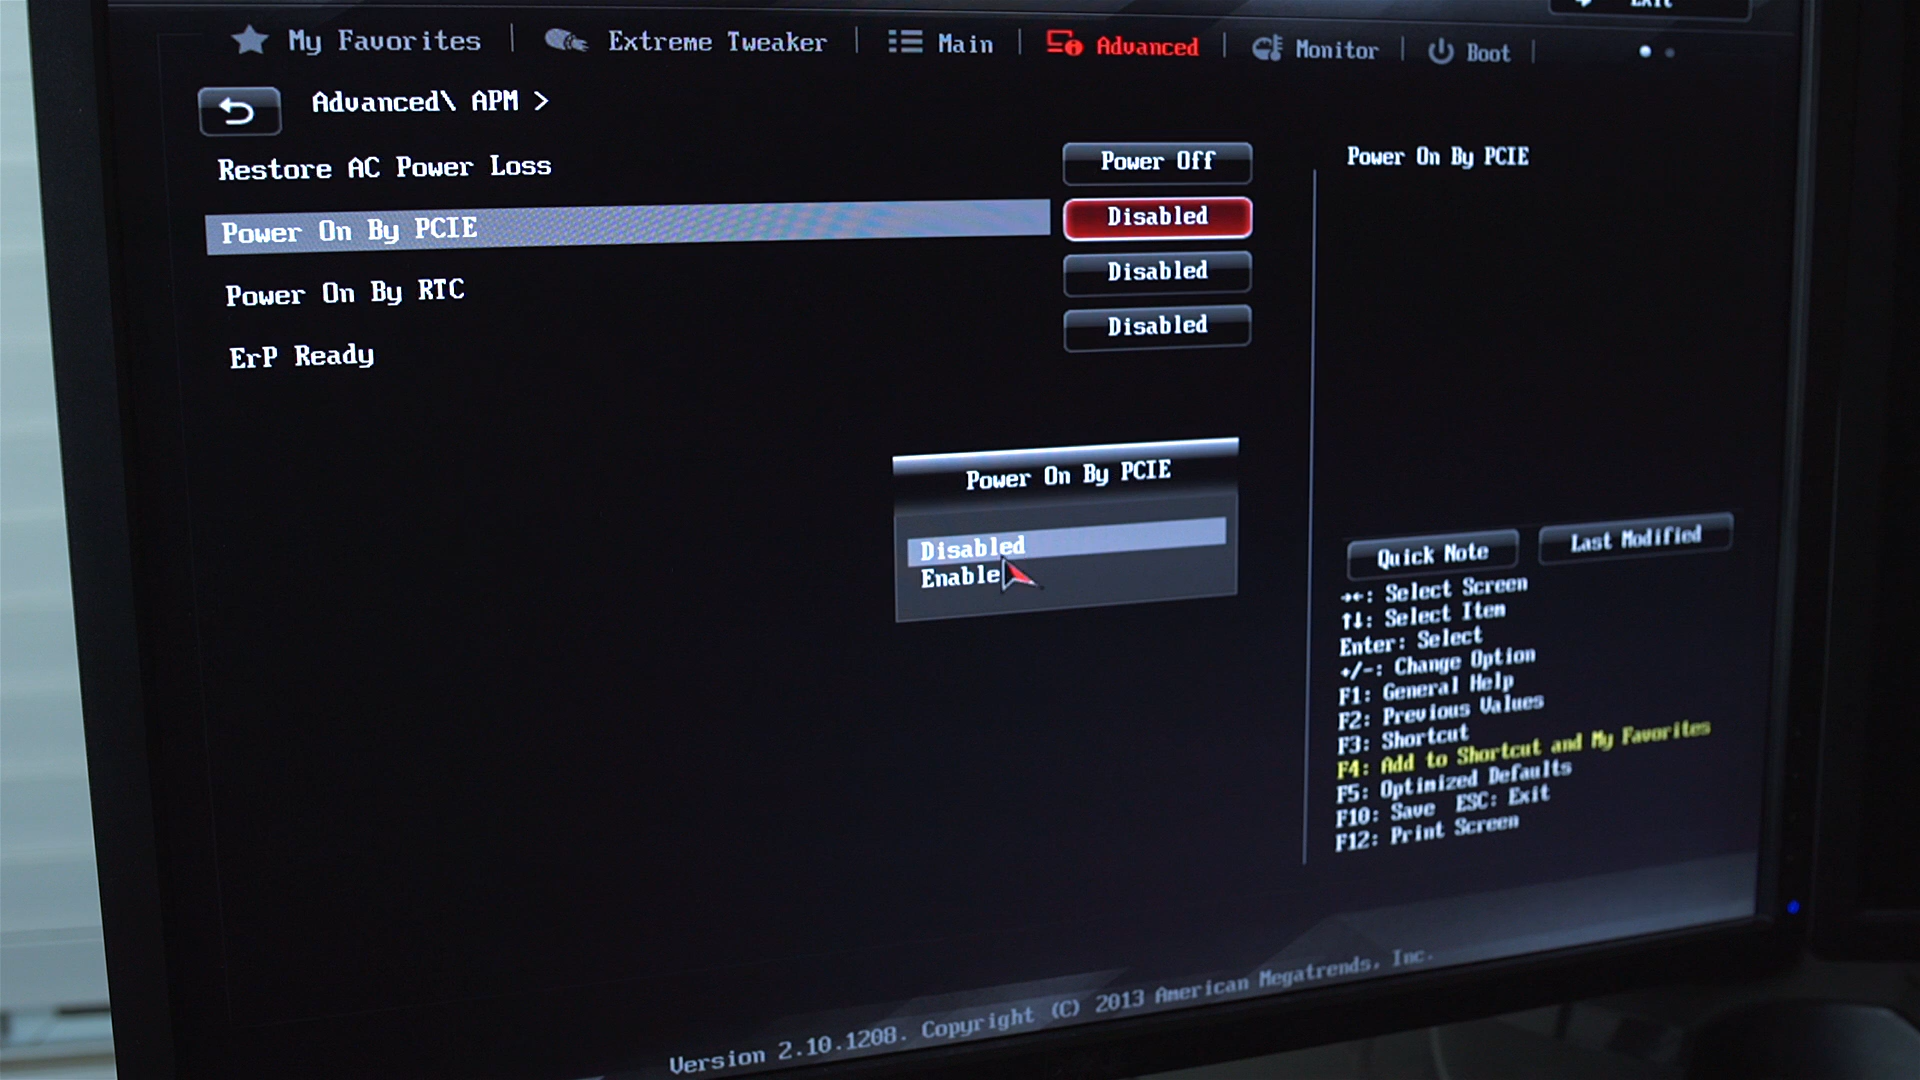 Exit
My Favorites
Extreme Tweaker
Main
Advanced
Monitor
Boot
Advanced\ APM >
Restore AC Power Loss
Power Off
Power On By PCIE
Disabled
Power On By RTC
Disabled
ErP Ready
Disabled
Power On By PCIE
Disabled
Enable
Power On By PCIE
Quick Note
Last Modified
→←: Select Screen
↑↓: Select Item
Enter: Select
+/-: Change Option
F1: General Help
F2: Previous Values
F3: Shortcut
F4: Add to Shortcut and My Favorites
F5: Optimized Defaults
F10: Save  ESC: Exit
F12: Print Screen
Version 2.10.1208. Copyright (C) 2013 American Megatrends, Inc.